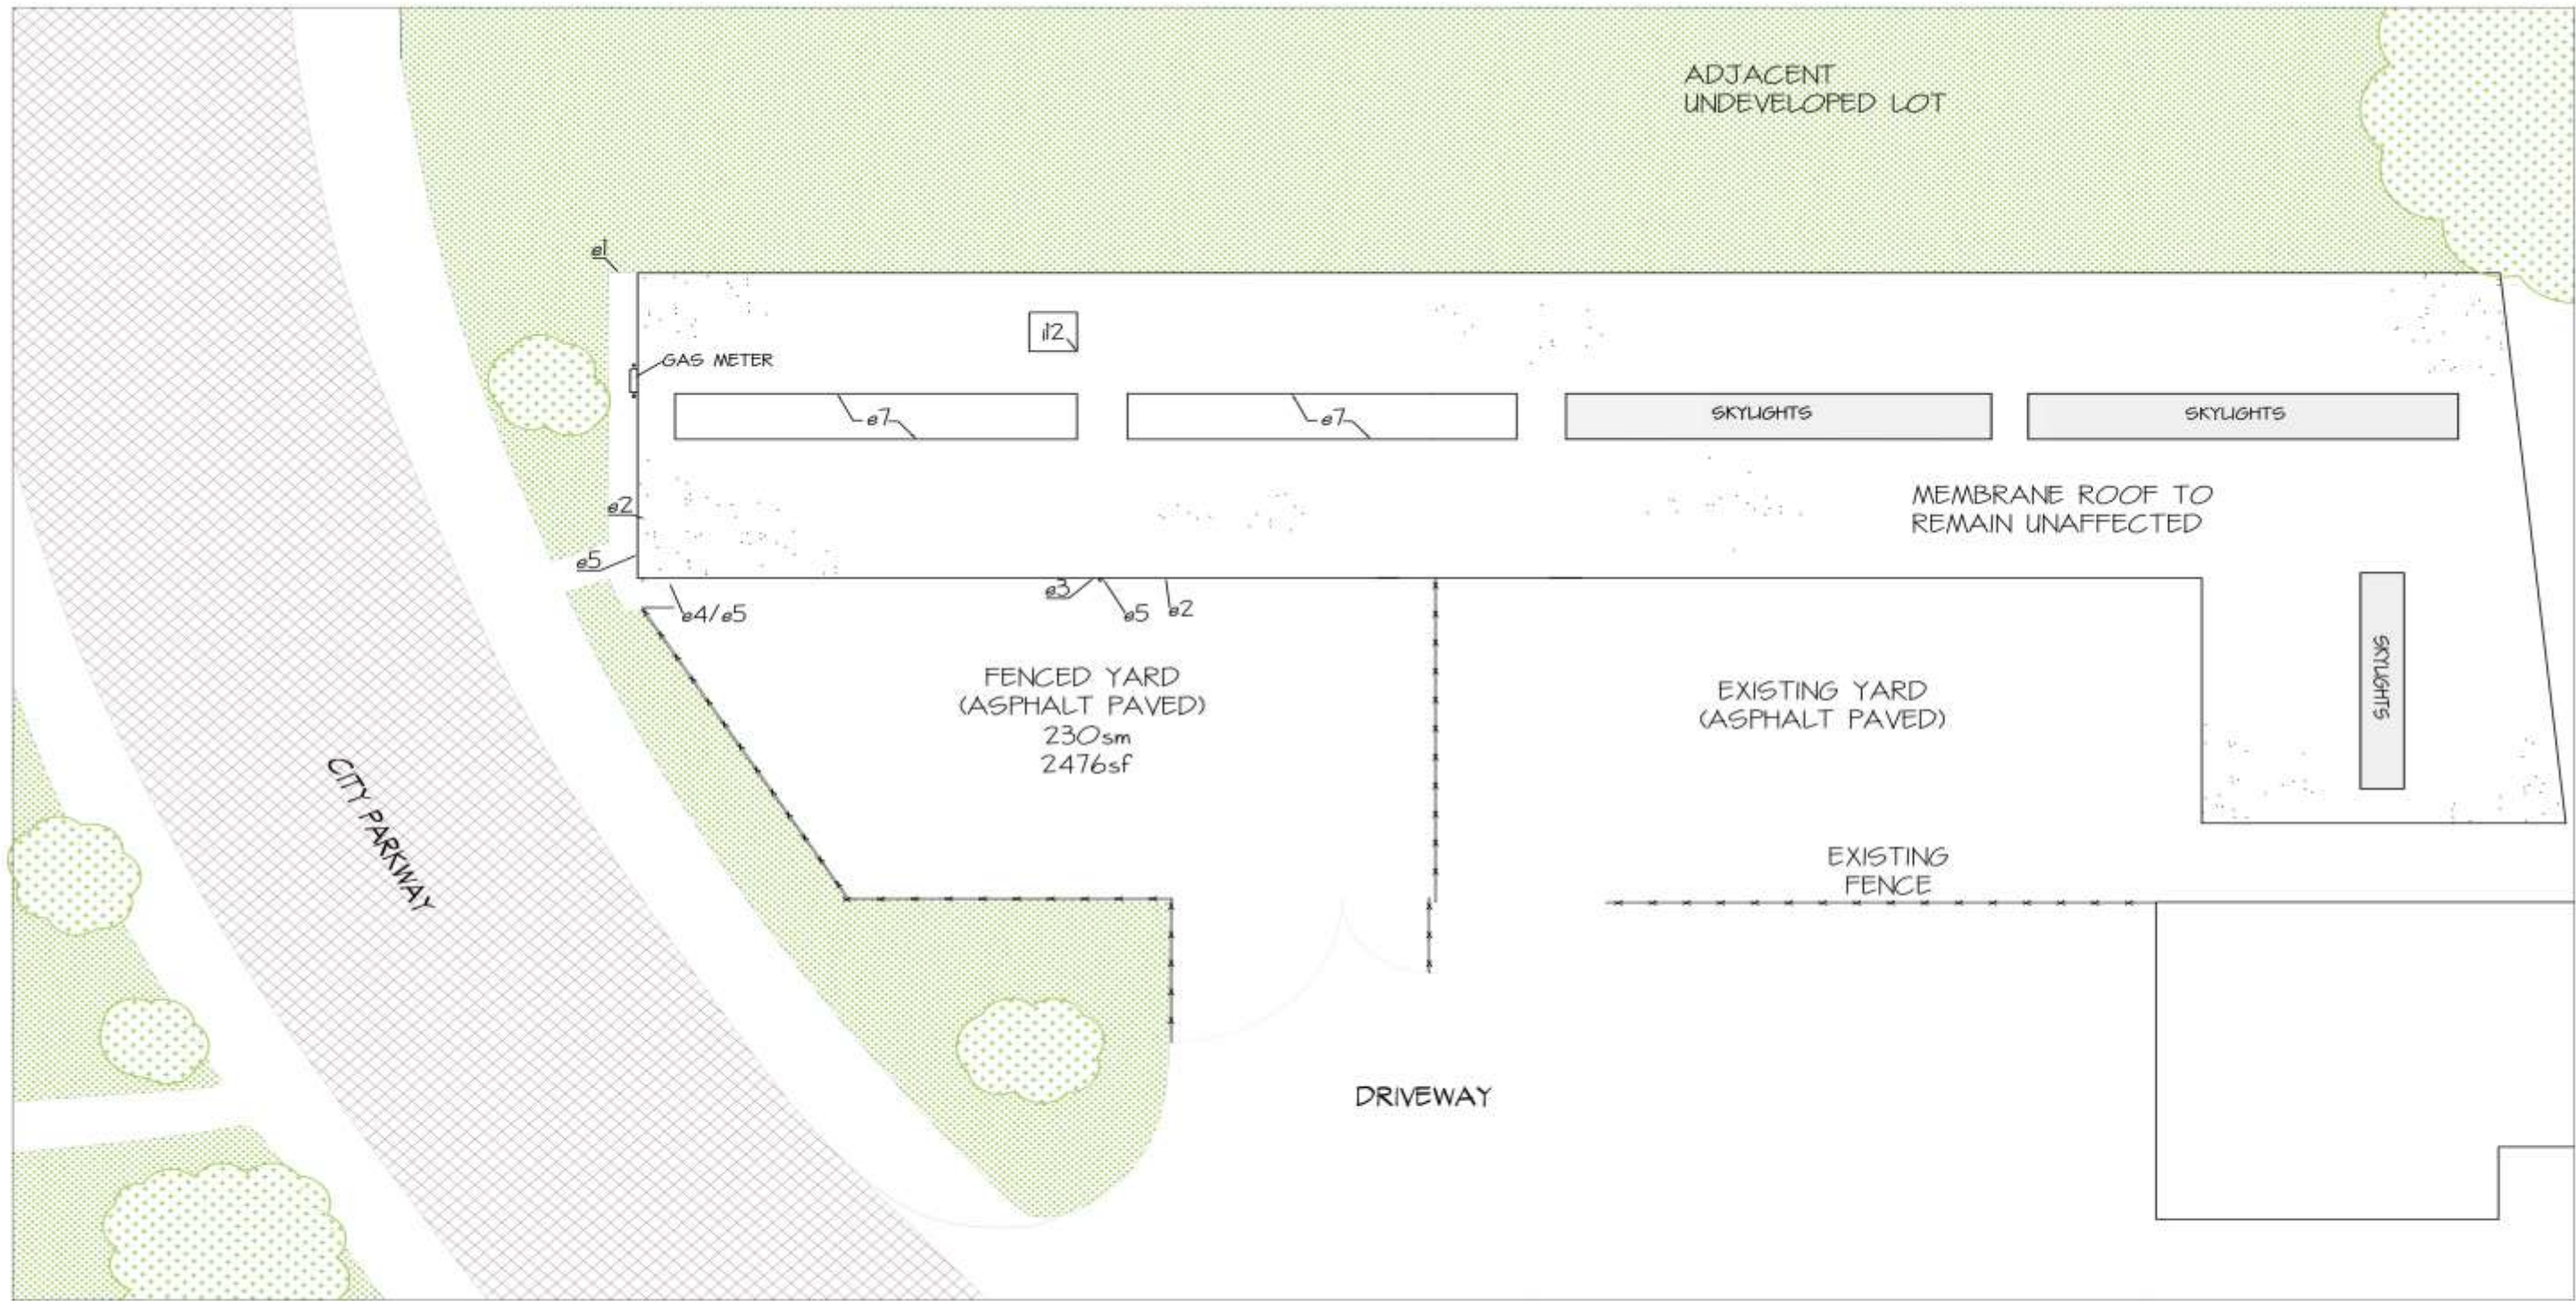 ADJACENT
UNDEVELOPED LOT
e1
i12
GAS METER
e7
e7
SKYLIGHTS
SKYLIGHTS
e2
MEMBRANE ROOF TO
REMAIN UNAFFECTED
e5
e3
e5
e2
e4/e5
SKYLIGHTS
FENCED YARD
(ASPHALT PAVED)
230sm
2476sf
EXISTING YARD
(ASPHALT PAVED)
CITY PARKWAY
EXISTING
FENCE
DRIVEWAY